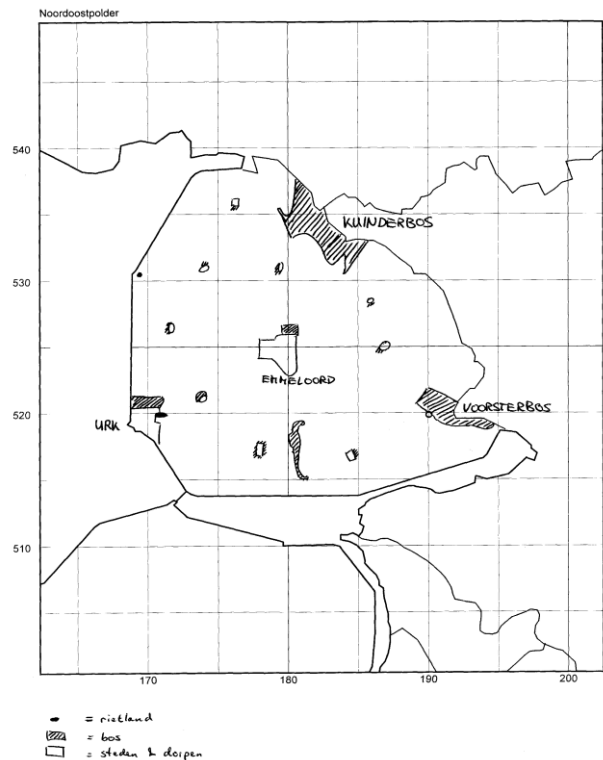 Noordoostpolder
540
KUINDERBOS
530
EMMELOORD
VOORSTERBOS
520
URK
510
170
180
190
200
= rietland
= bos
= steden & dorpen